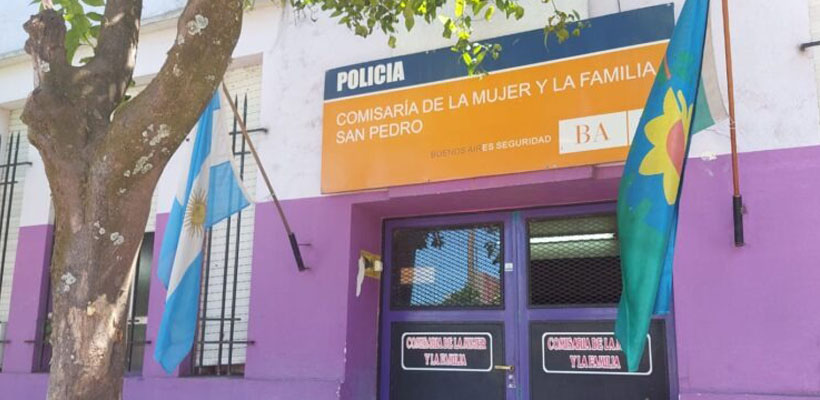 POLICIA
COMISARÍA DE LA MUJER Y LA FAMILIA
SAN PEDRO
BUENOS AIRES SEGURIDAD
BA
COMISARIA DE LA MUJER
Y LA FAMILIA
COMISARIA DE LA
Y LA FAMILIA